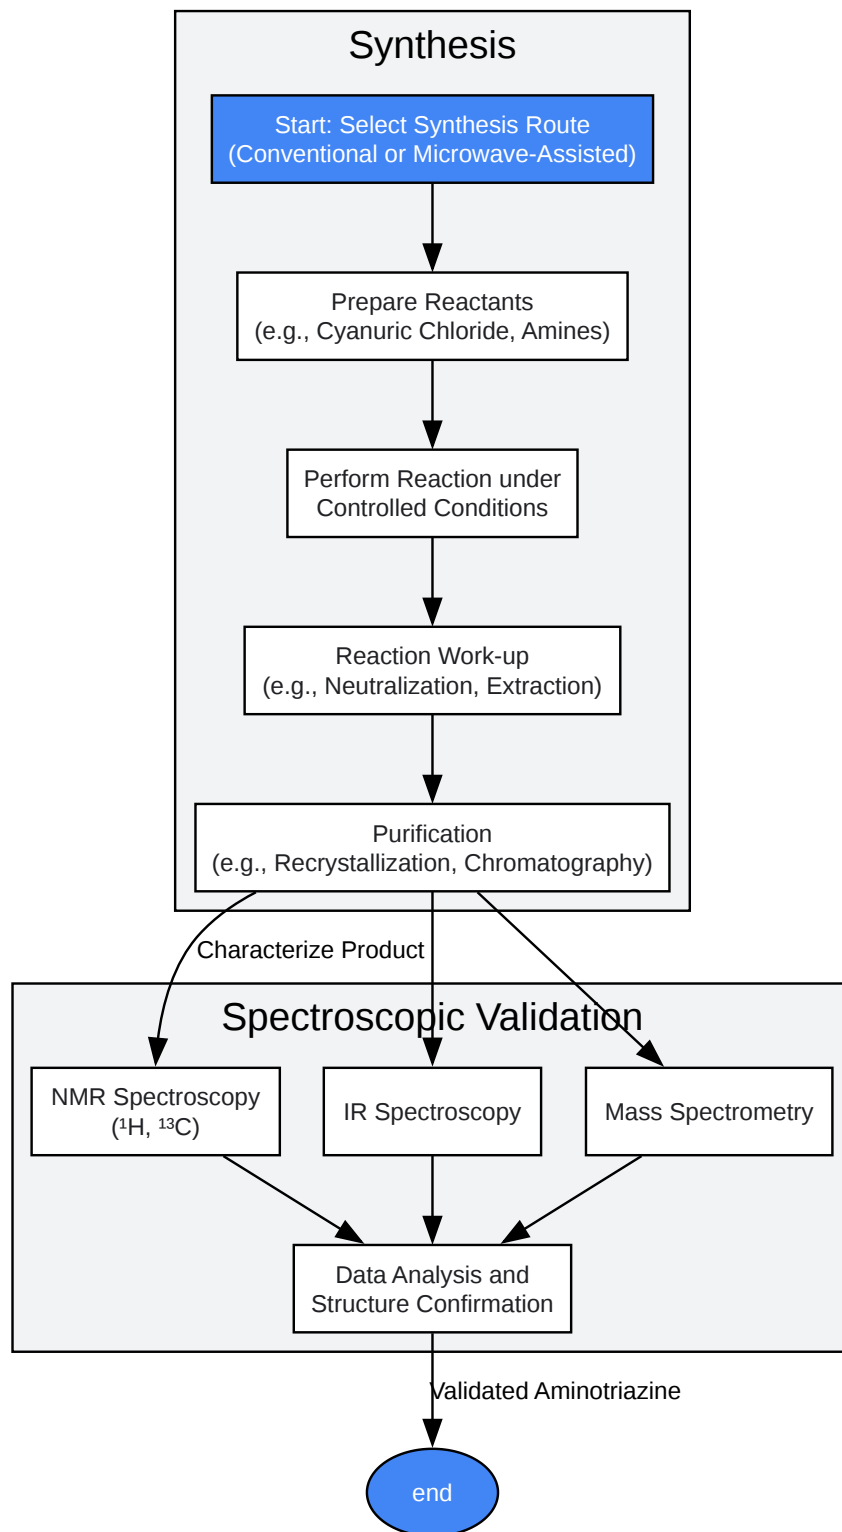 Synthesis
Start: Select Synthesis Route
(Conventional or Microwave-Assisted)
Prepare Reactants
(e.g., Cyanuric Chloride, Amines)
Perform Reaction under
Controlled Conditions
Reaction Work-up
(e.g., Neutralization, Extraction)
Purification
(e.g., Recrystallization, Chromatography)
Characterize Product
Spectroscopic Validation
NMR Spectroscopy
(¹H, ¹³C)
IR Spectroscopy
Mass Spectrometry
Data Analysis and
Structure Confirmation
Validated Aminotriazine
end